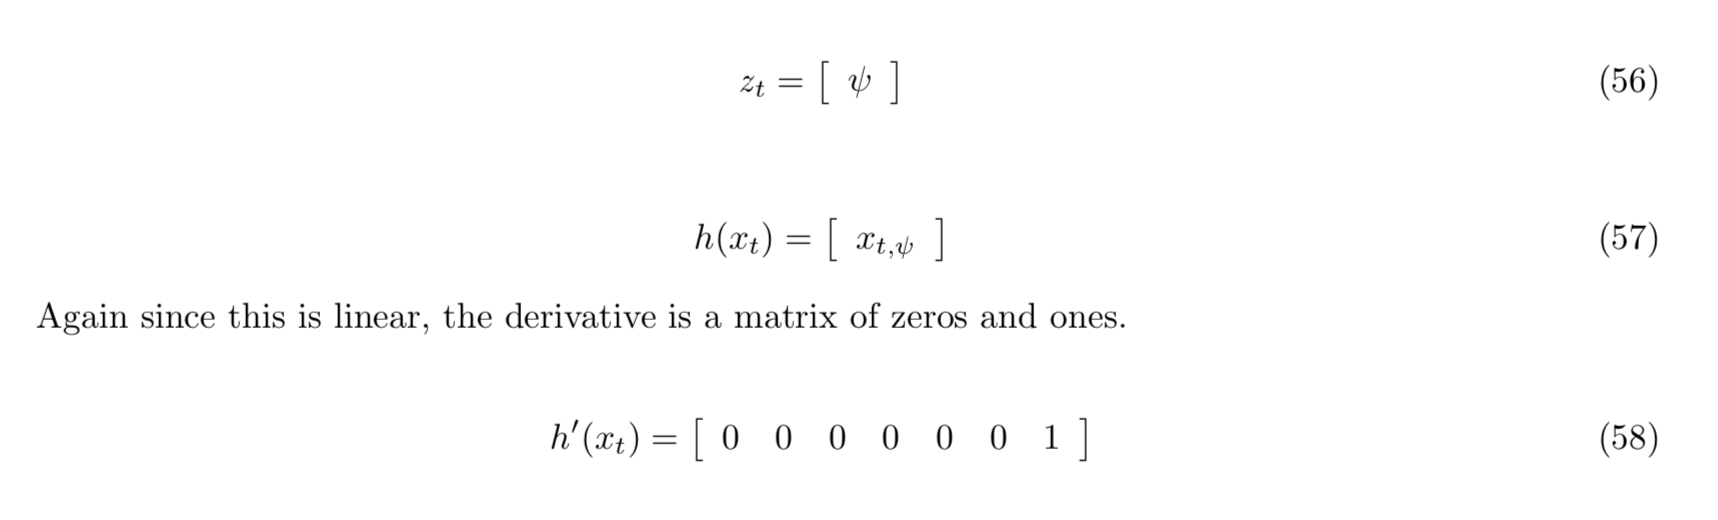 z_t = [ ψ ] (56)
h(x_t) = [ x_{t,ψ} ] (57)
Again since this is linear, the derivative is a matrix of zeros and ones.
h′(x_t) = [ 0 0 0 0 0 0 1 ] (58)